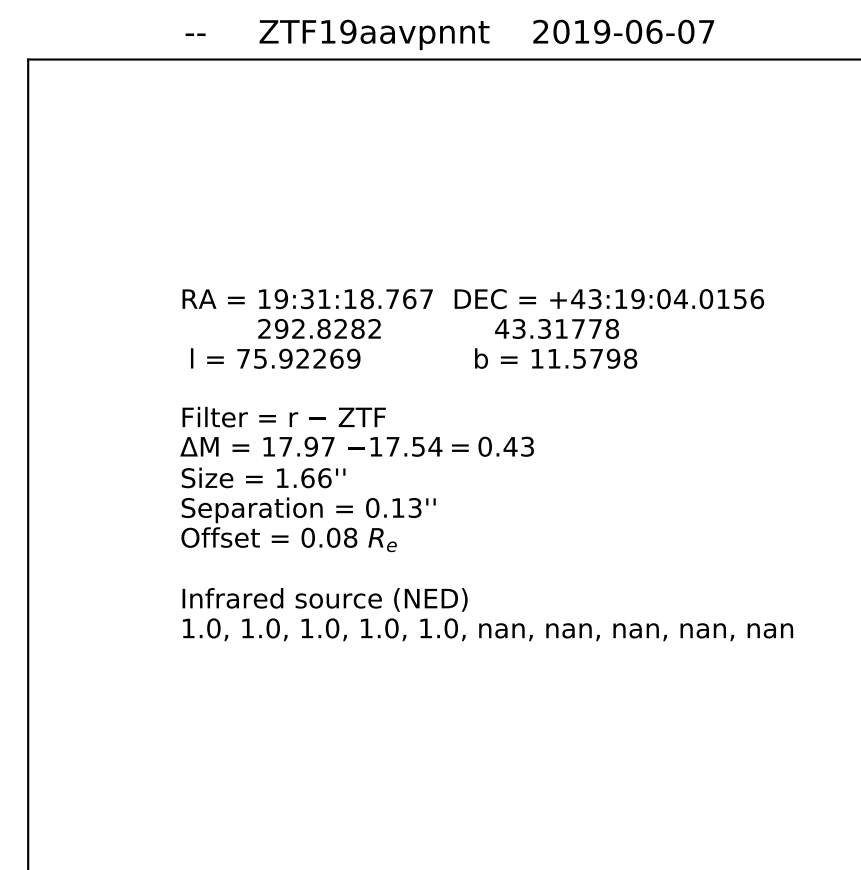 -- ZTF19aavpnnt 2019-06-07
RA = 19:31:18.767 DEC = +43:19:04.0156
292.8282 43.31778
l = 75.92269 b = 11.5798
Filter = r − ZTF
ΔM = 17.97 −17.54 = 0.43
Size = 1.66''
Separation = 0.13''
Offset = 0.08 Rₑ
Infrared source (NED)
1.0, 1.0, 1.0, 1.0, 1.0, nan, nan, nan, nan, nan